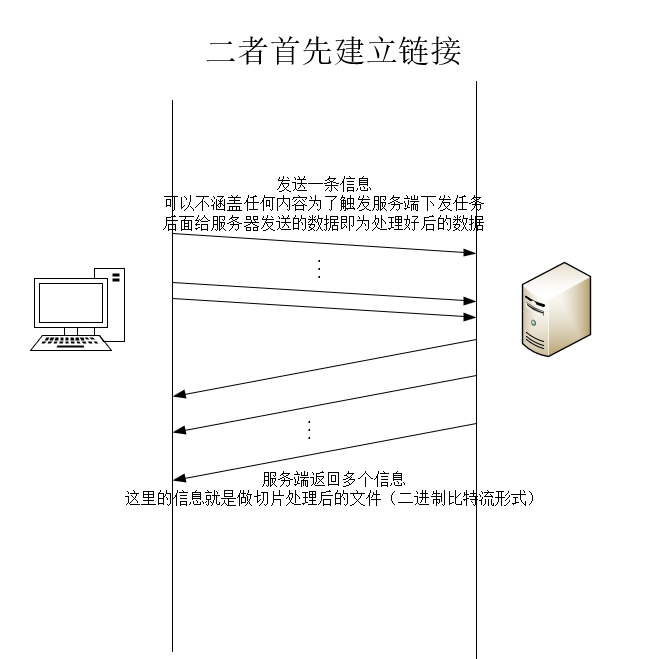 二者首先建立链接
发送一条信息
可以不涵盖任何内容为了触发服务端下发任务
后面给服务器发送的数据即为处理好后的数据
服务端返回多个信息
这里的信息就是做切片处理后的文件（二进制比特流形式）